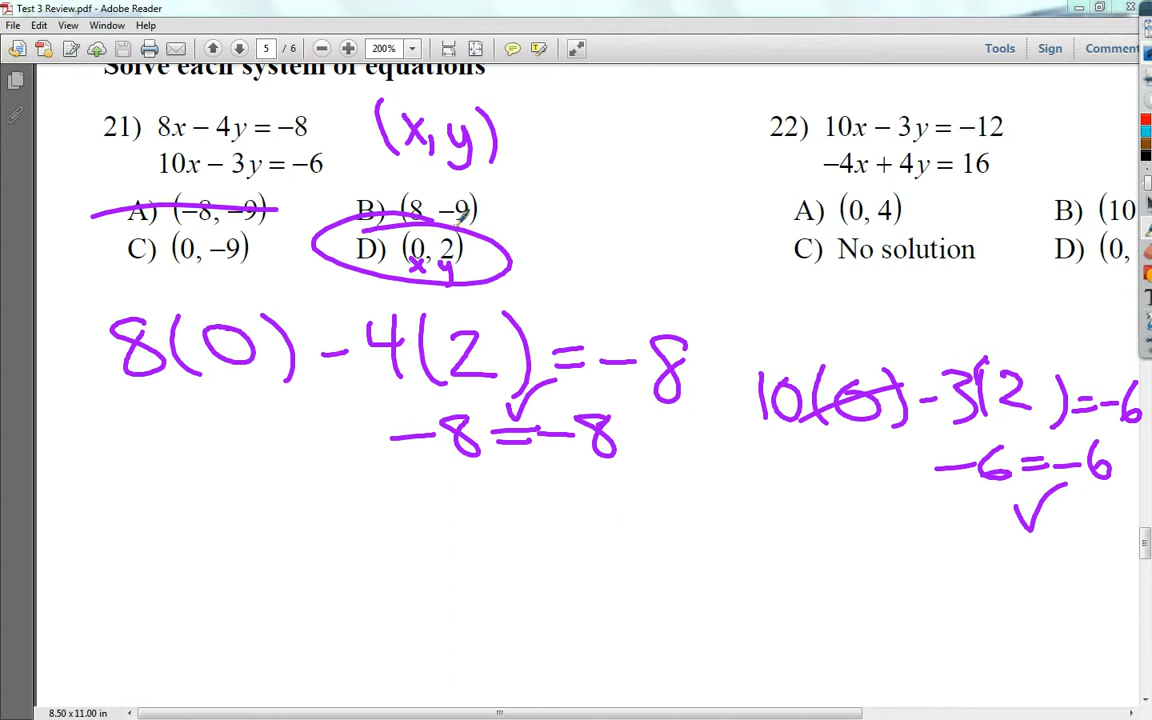 Test 3 Review.pdf - Adobe Reader
File Edit View Window Help
5 / 6 200% Tools Sign Comment
Solve each system of equations
21) 8x − 4y = −8
10x − 3y = −6
(x, y)
A) (−8, −9) B) (8, −9)
C) (0, −9) D) (0, 2)
x y
8(0) − 4(2) = −8
−8 = −8
22) 10x − 3y = −12
−4x + 4y = 16
A) (0, 4) B) (10
C) No solution D) (0,
10(0) − 3(2) = −6
−6 = −6
8.50 x 11.00 in